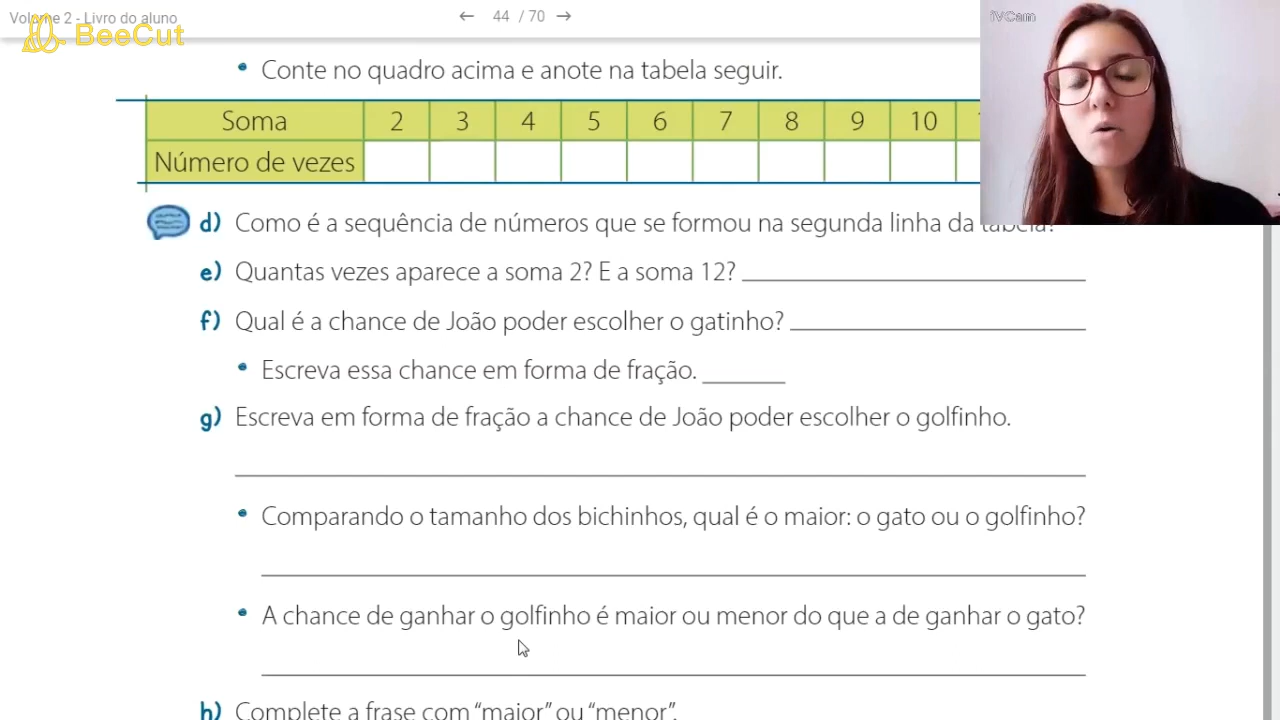 Volume 2 - Livro do aluno
44 / 70
BeeCut
iVCam
Conte no quadro acima e anote na tabela seguir.
Soma 2 3 4 5 6 7 8 9 10
Número de vezes
d) Como é a sequência de números que se formou na segunda linha da tabela?
e) Quantas vezes aparece a soma 2? E a soma 12?
f) Qual é a chance de João poder escolher o gatinho?
Escreva essa chance em forma de fração.
g) Escreva em forma de fração a chance de João poder escolher o golfinho.
Comparando o tamanho dos bichinhos, qual é o maior: o gato ou o golfinho?
A chance de ganhar o golfinho é maior ou menor do que a de ganhar o gato?
h) Complete a frase com “maior” ou “menor”.